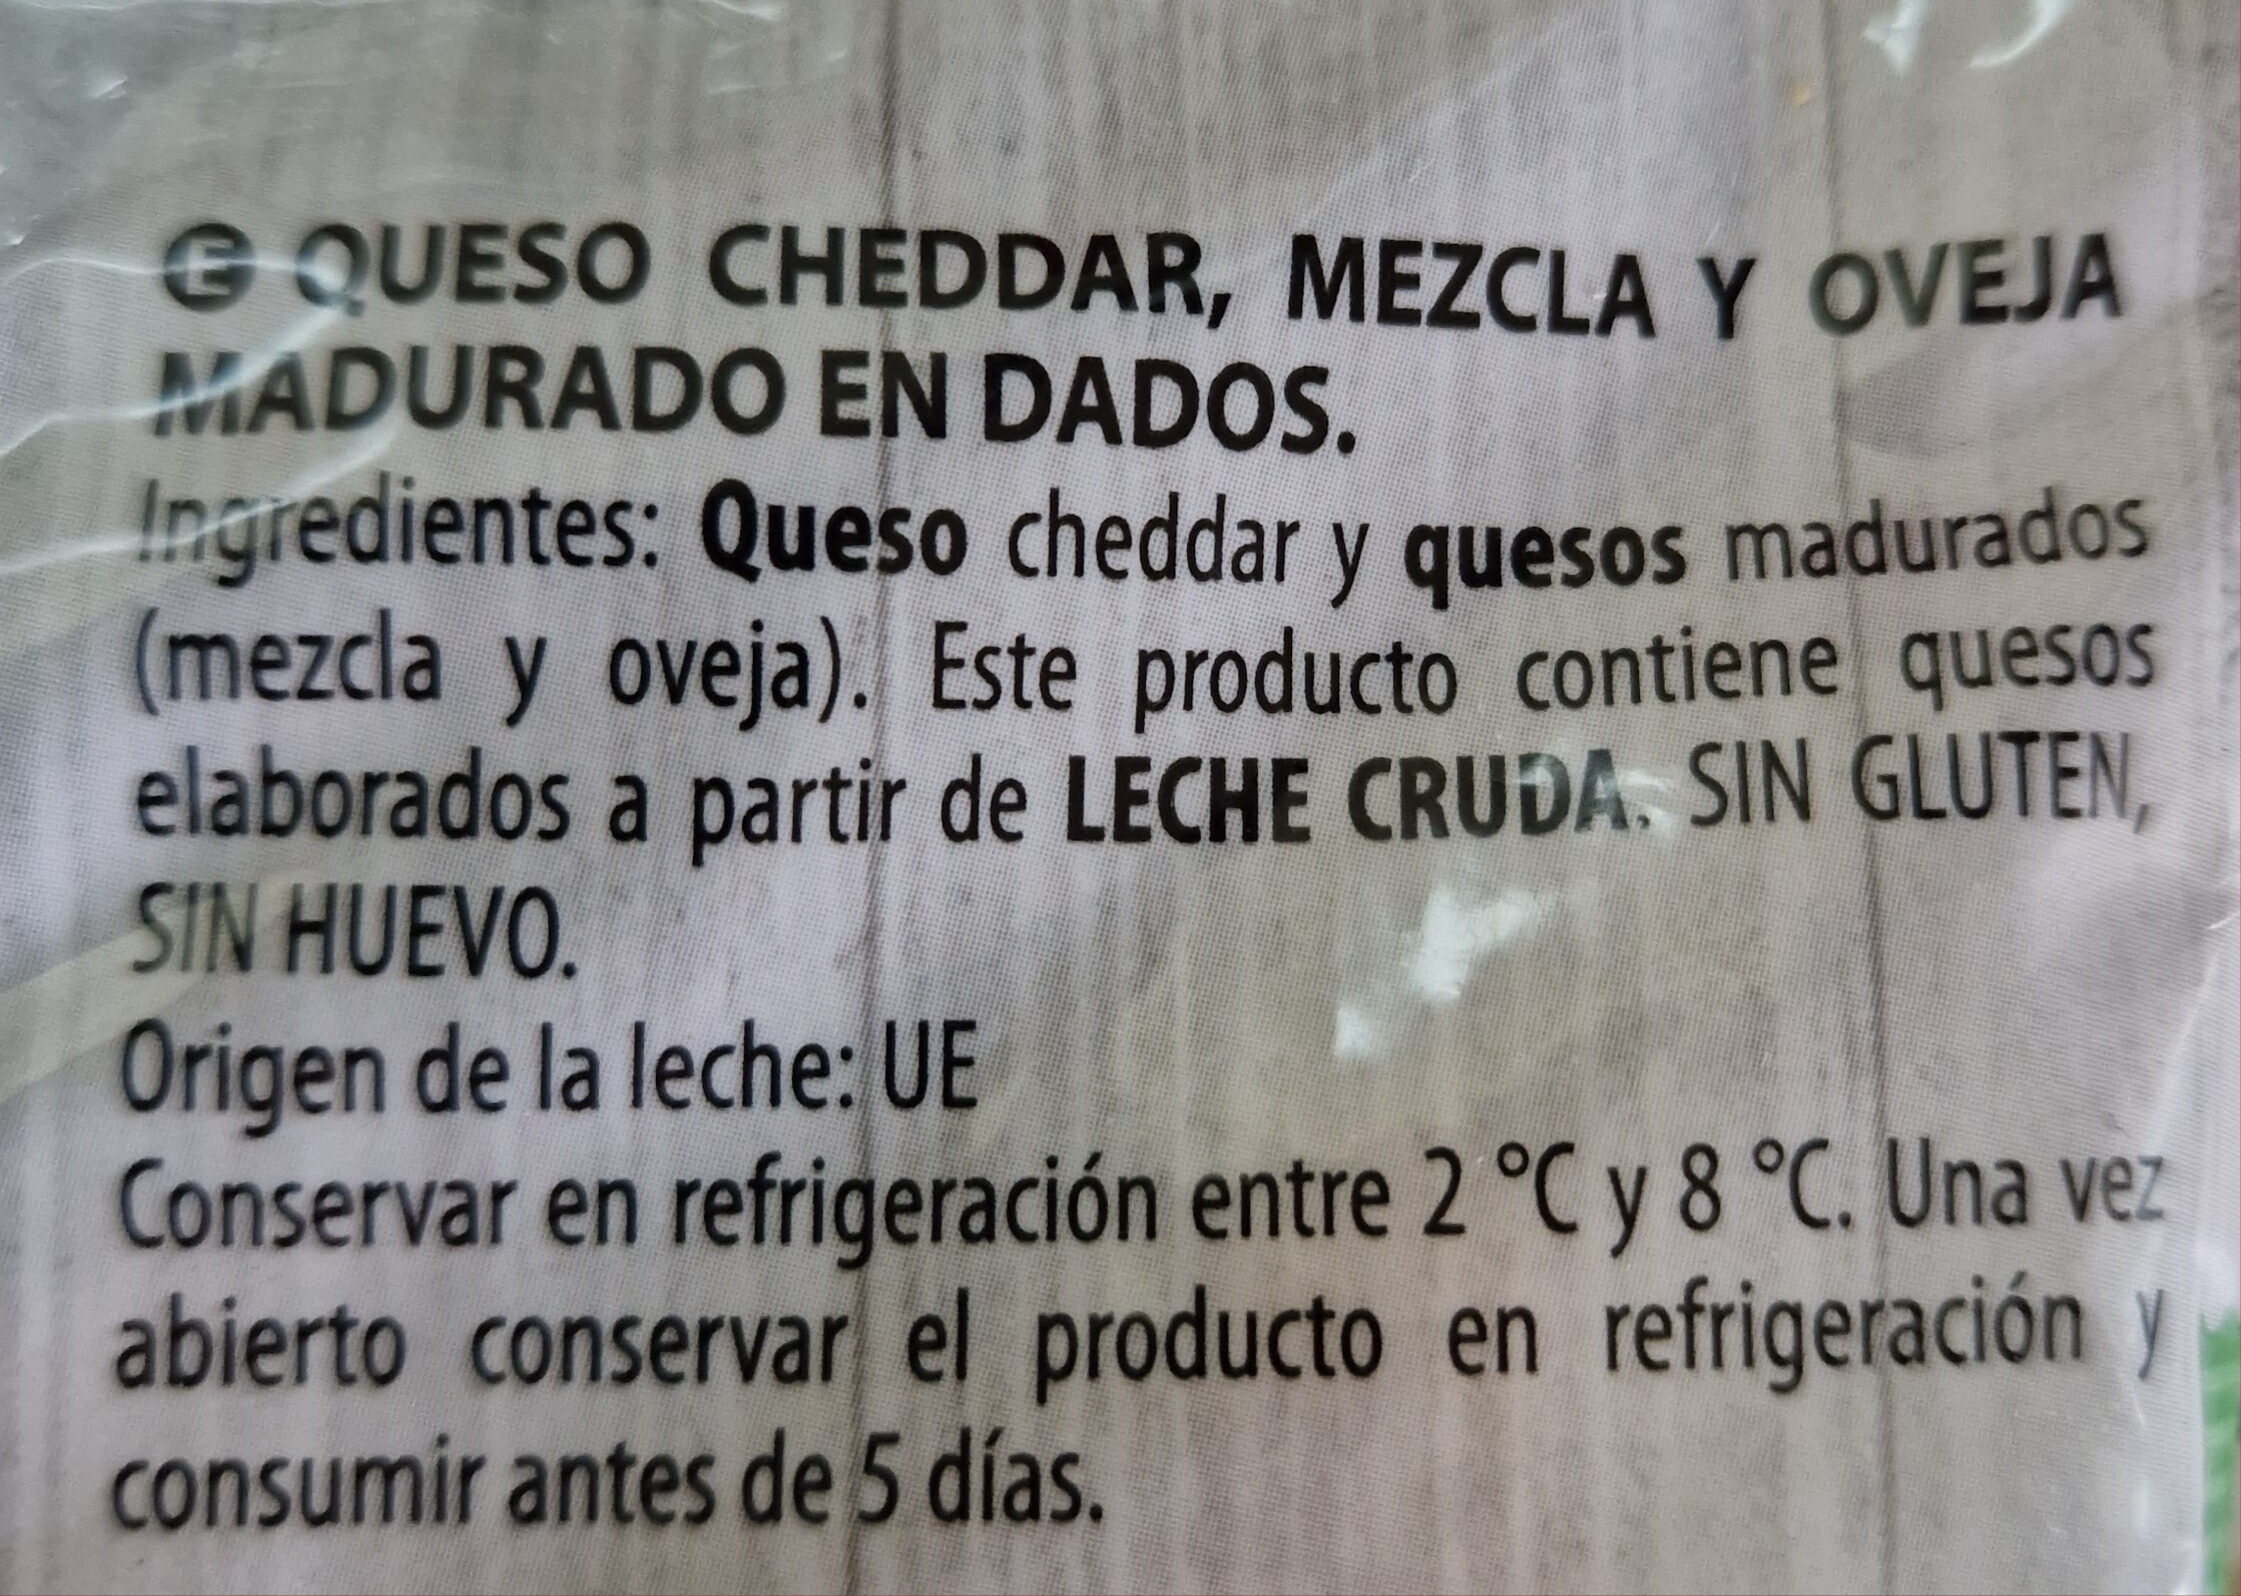 E QUESO CHEDDAR, MEZCLA Y OVEJA
MADURADO EN DADOS.
Ingredientes: Queso cheddar y quesos madurados
(mezcla y oveja). Este producto contiene quesos
elaborados a partir de LECHE CRUDA. SIN GLUTEN,
SIN HUEVO.
Origen de la leche: UE
Conservar en refrigeración entre 2 °C y 8 °C. Una vez
abierto conservar el producto en refrigeración y
consumir antes de 5 días.